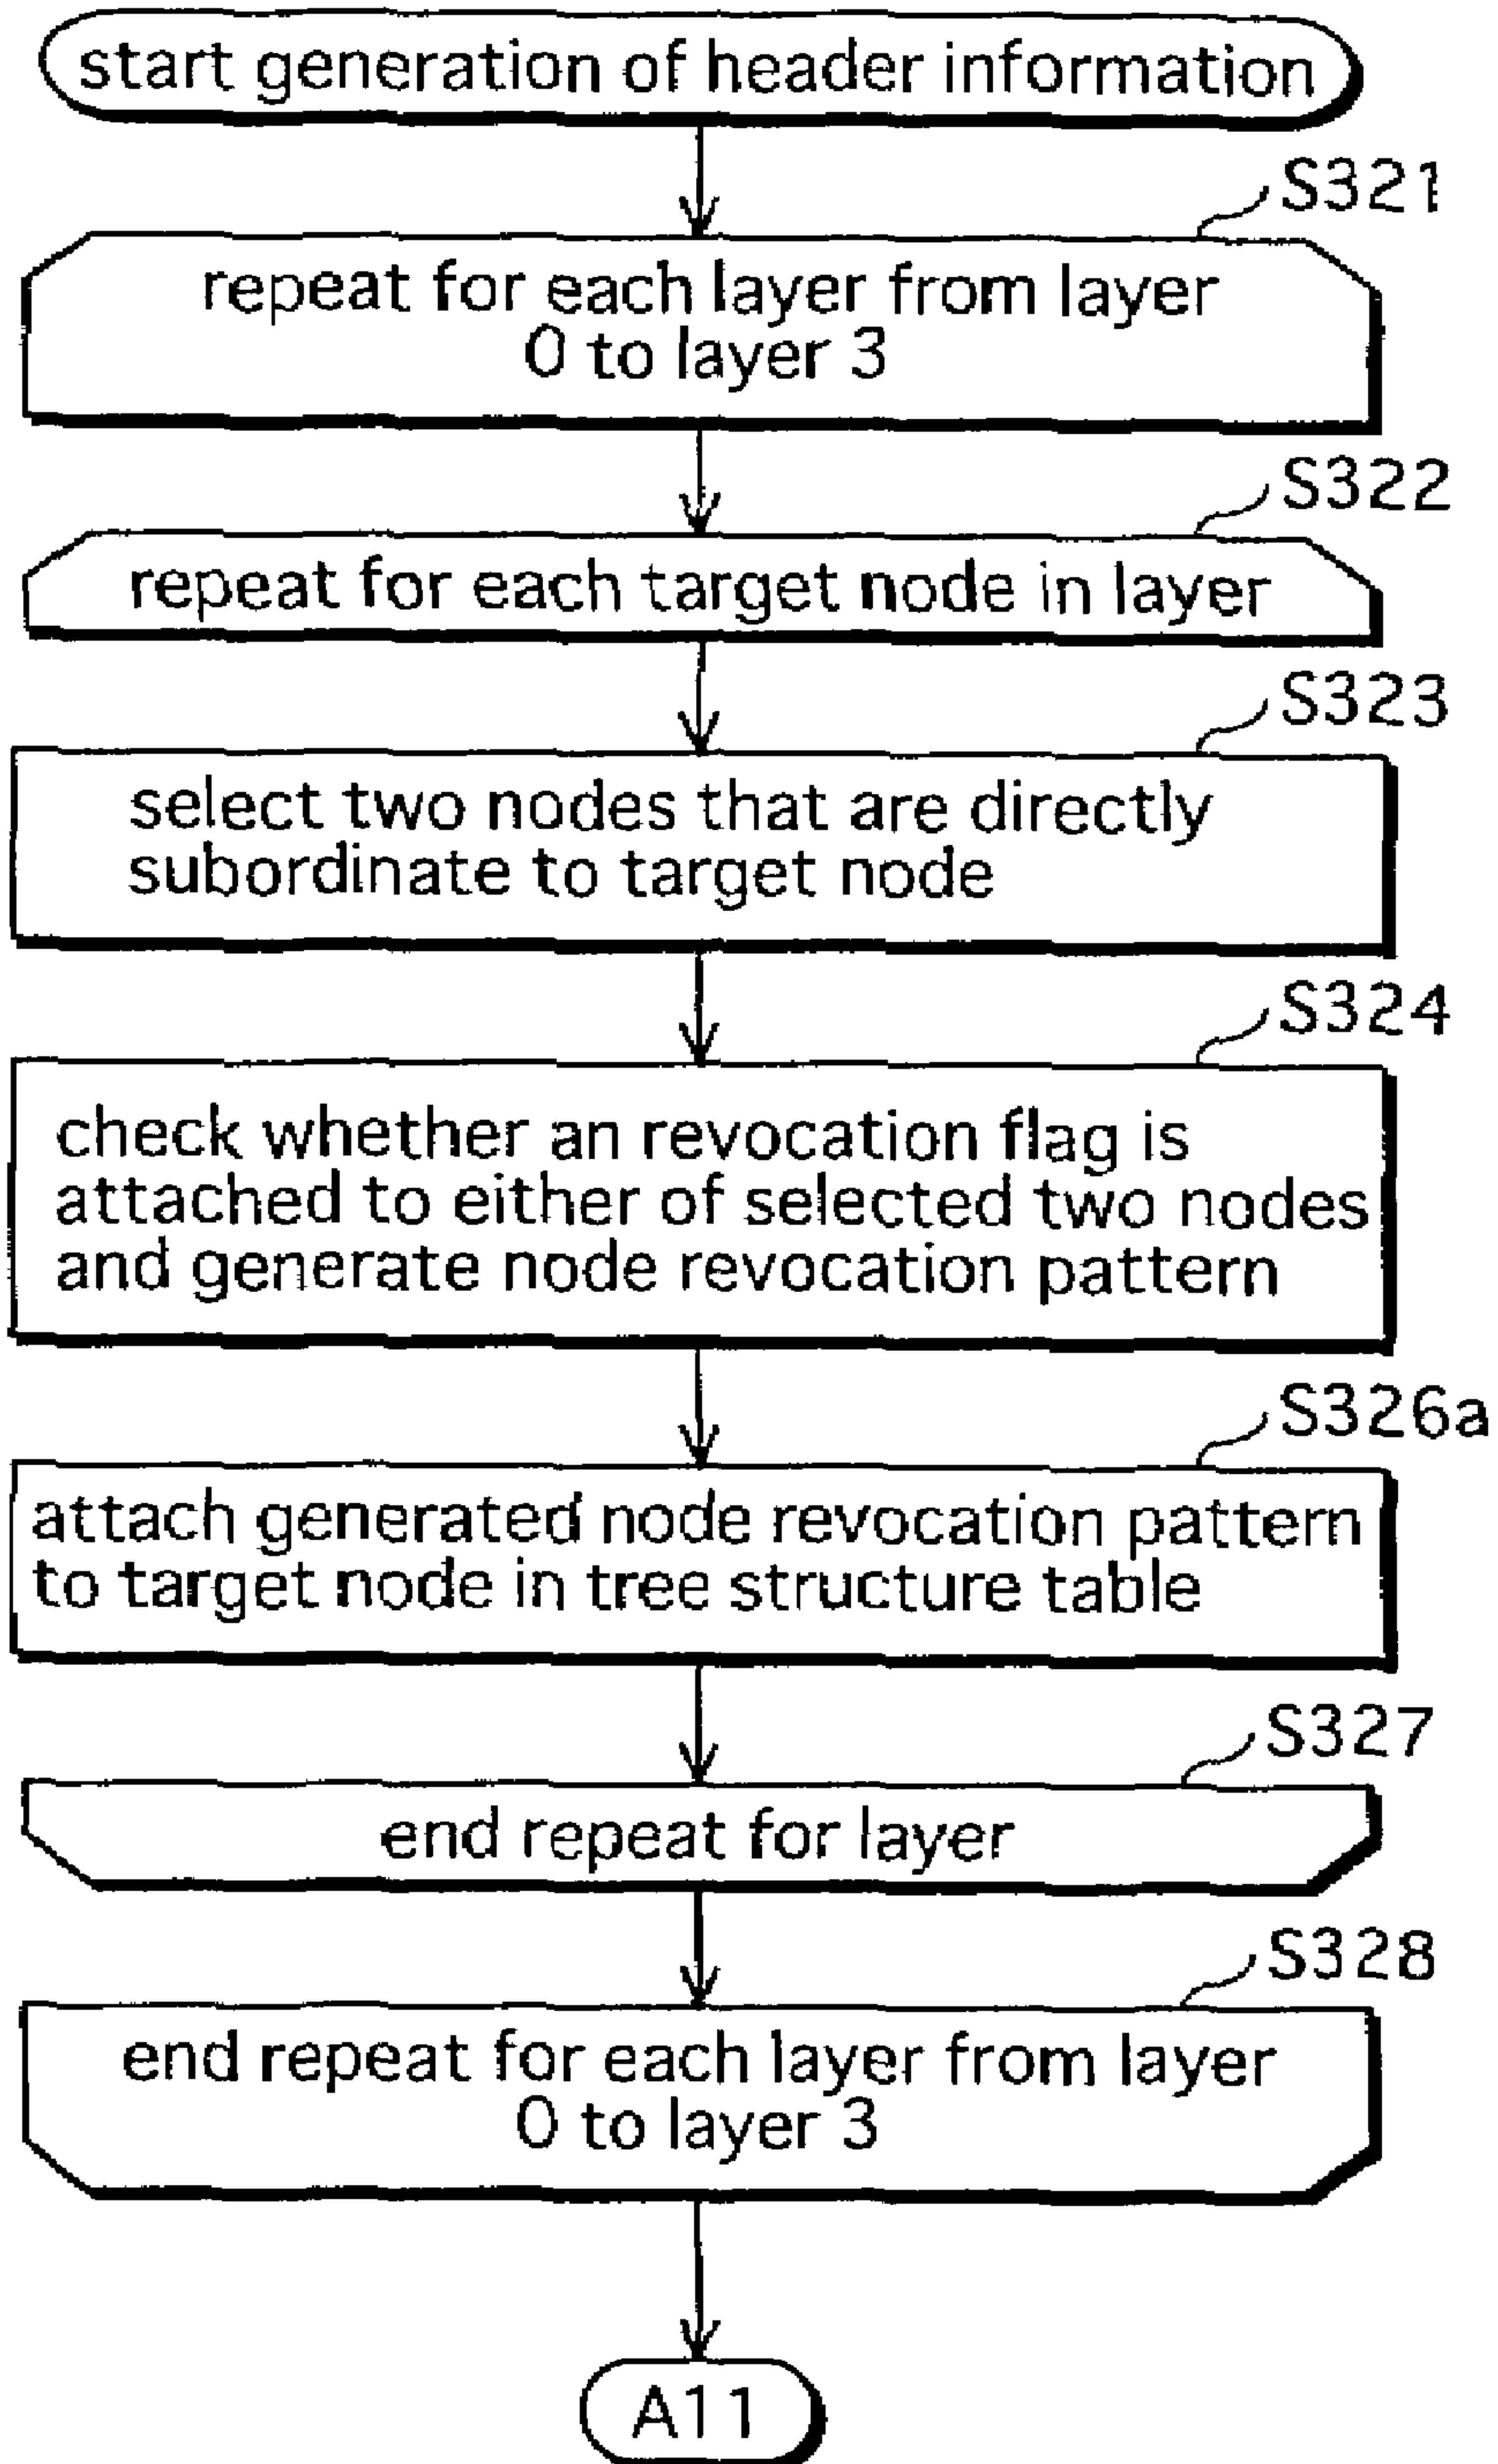 start generation of header information
S321
repeat for each layer from layer
0 to layer 3
S322
repeat for each target node in layer
S323
select two nodes that are directly
subordinate to target node
S324
check whether an revocation flag is
attached to either of selected two nodes
and generate node revocation pattern
S326a
attach generated node revocation pattern
to target node in tree structure table
S327
end repeat for layer
S328
end repeat for each layer from layer
0 to layer 3
A11